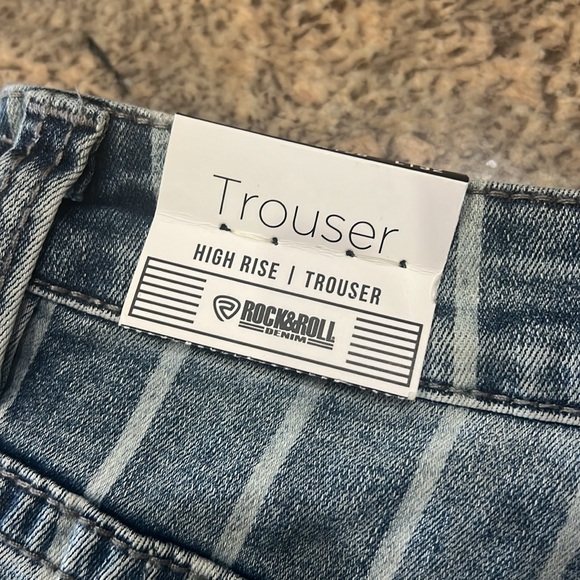 Trouser
HIGH RISE | TROUSER
ROCK&ROLL
DENIM